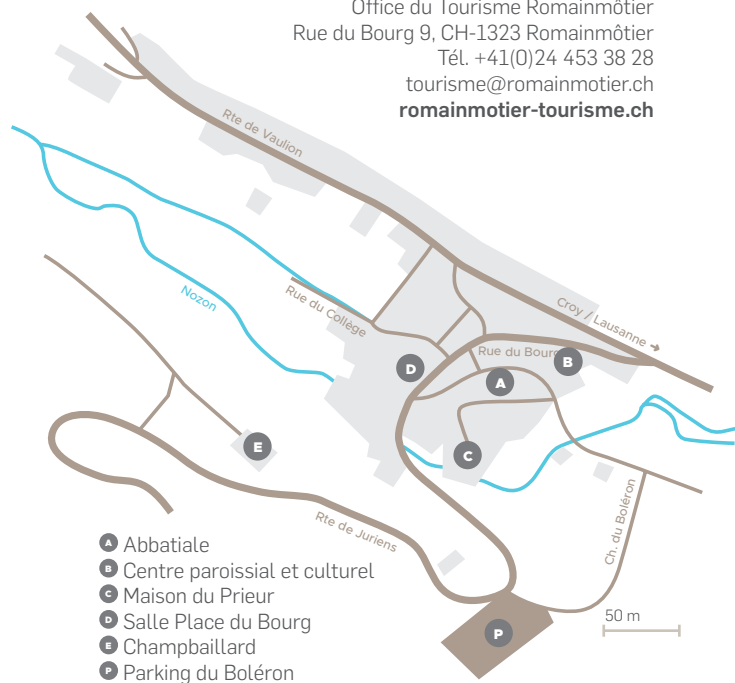 Office du Tourisme Romainmôtier
Rue du Bourg 9, CH-1323 Romainmôtier
Tél. +41(0)24 453 38 28
tourisme@romainmotier.ch
romainmotier-tourisme.ch
Rte de Vaulion
Nozon
Rue du Collège
Croy / Lausanne →
Rue du Bourg
B
D
A
E
C
Rte de Juriens
Ch. du Boléron
50 m
P
A Abbatiale
B Centre paroissial et culturel
C Maison du Prieur
D Salle Place du Bourg
E Champbaillard
P Parking du Boléron